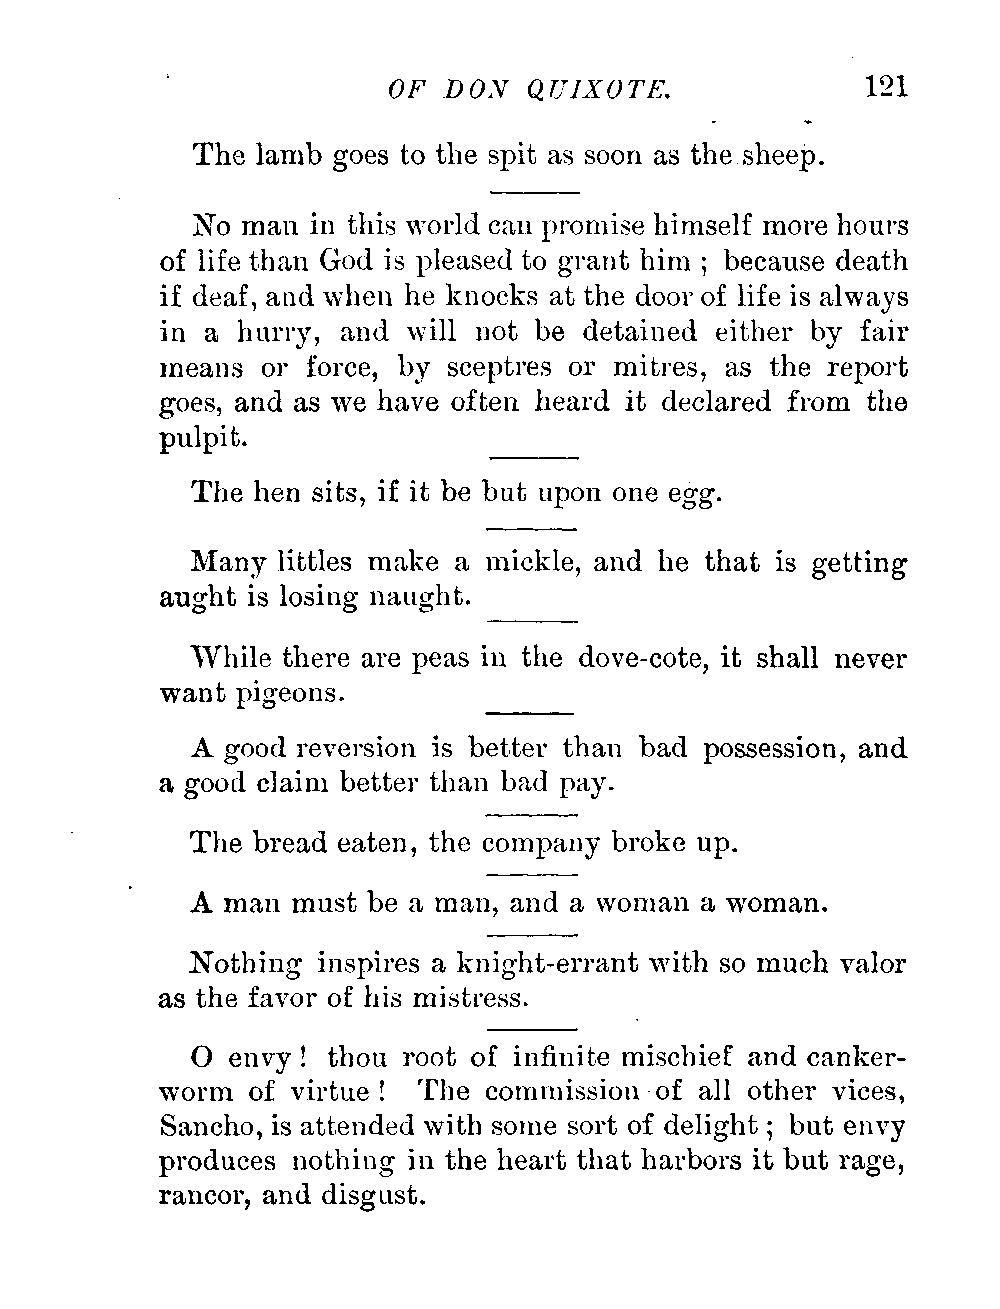 OF DON QUIXOTE. 121
The lamb goes to the spit as soon as the sheep.
No man in this world can promise himself more hours
of life than God is pleased to grant him ; because death
if deaf, and when he knocks at the door of life is always
in a hurry, and will not be detained either by fair
means or force, by sceptres or mitres, as the report
goes, and as we have often heard it declared from the
pulpit.
The hen sits, if it be but upon one egg.
Many littles make a mickle, and he that is getting
aught is losing naught.
While there are peas in the dove-cote, it shall never
want pigeons.
A good reversion is better than bad possession, and
a good claim better than bad pay.
The bread eaten, the company broke up.
A man must be a man, and a woman a woman.
Nothing inspires a knight-errant with so much valor
as the favor of his mistress.
O envy ! thou root of infinite mischief and canker-
worm of virtue ! The commission of all other vices,
Sancho, is attended with some sort of delight ; but envy
produces nothing in the heart that harbors it but rage,
rancor, and disgust.